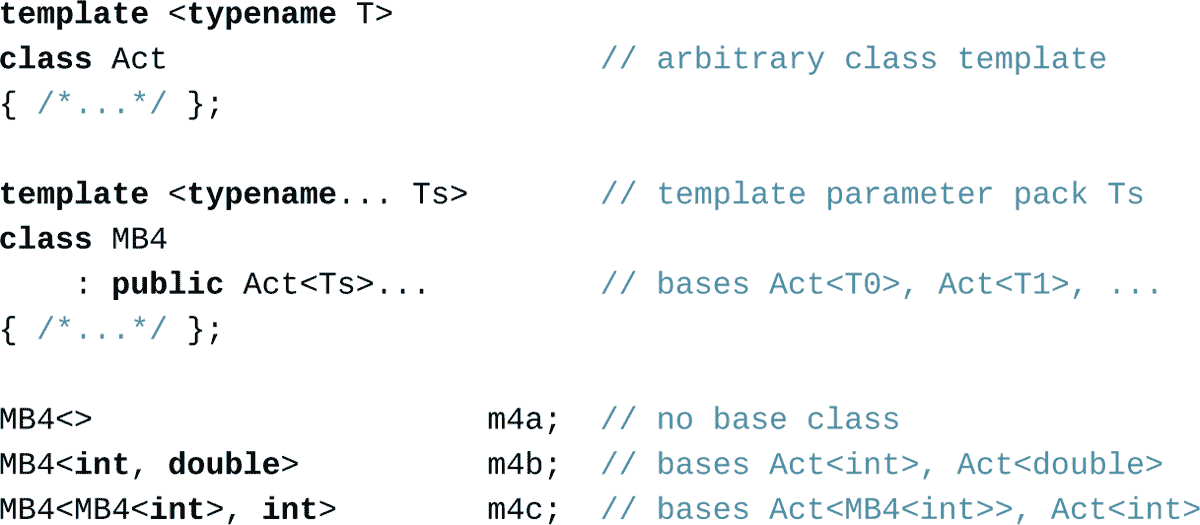 template <typename T>
class Act                       // arbitrary class template
{ /*...*/ };
template <typename... Ts>       // template parameter pack Ts
class MB4
    : public Act<Ts>...         // bases Act<T0>, Act<T1>, ...
{ /*...*/ };
MB4<>                     m4a;  // no base class
MB4<int, double>          m4b;  // bases Act<int>, Act<double>
MB4<MB4<int>, int>        m4c;  // bases Act<MB4<int>>, Act<int>